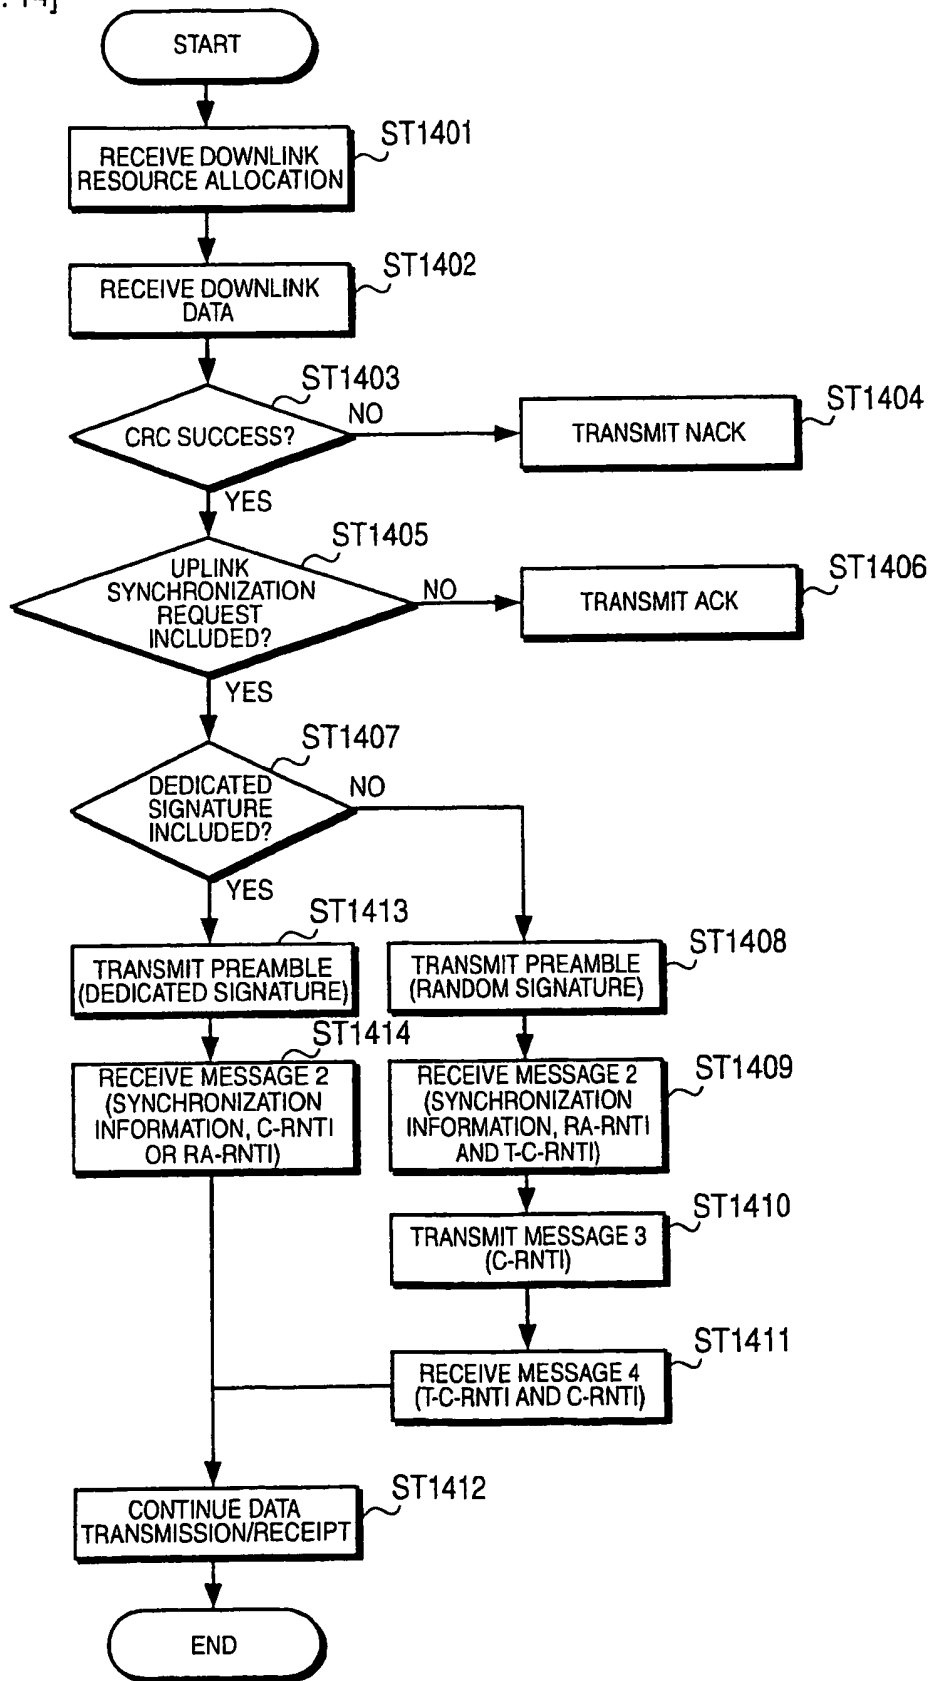 . 14]
START
ST1401
RECEIVE DOWNLINK
RESOURCE ALLOCATION
ST1402
RECEIVE DOWNLINK
DATA
ST1403
CRC SUCCESS?
NO
ST1404
TRANSMIT NACK
YES
ST1405
UPLINK
SYNCHRONIZATION
REQUEST
INCLUDED?
NO
ST1406
TRANSMIT ACK
YES
ST1407
DEDICATED
SIGNATURE
INCLUDED?
NO
YES
ST1413
TRANSMIT PREAMBLE
(DEDICATED SIGNATURE)
ST1408
TRANSMIT PREAMBLE
(RANDOM SIGNATURE)
ST1414
RECEIVE MESSAGE 2
(SYNCHRONIZATION
INFORMATION, C-RNTI
OR RA-RNTI)
ST1409
RECEIVE MESSAGE 2
(SYNCHRONIZATION
INFORMATION, RA-RNTI
AND T-C-RNTI)
ST1410
TRANSMIT MESSAGE 3
(C-RNTI)
ST1411
RECEIVE MESSAGE 4
(T-C-RNTI AND C-RNTI)
ST1412
CONTINUE DATA
TRANSMISSION/RECEIPT
END